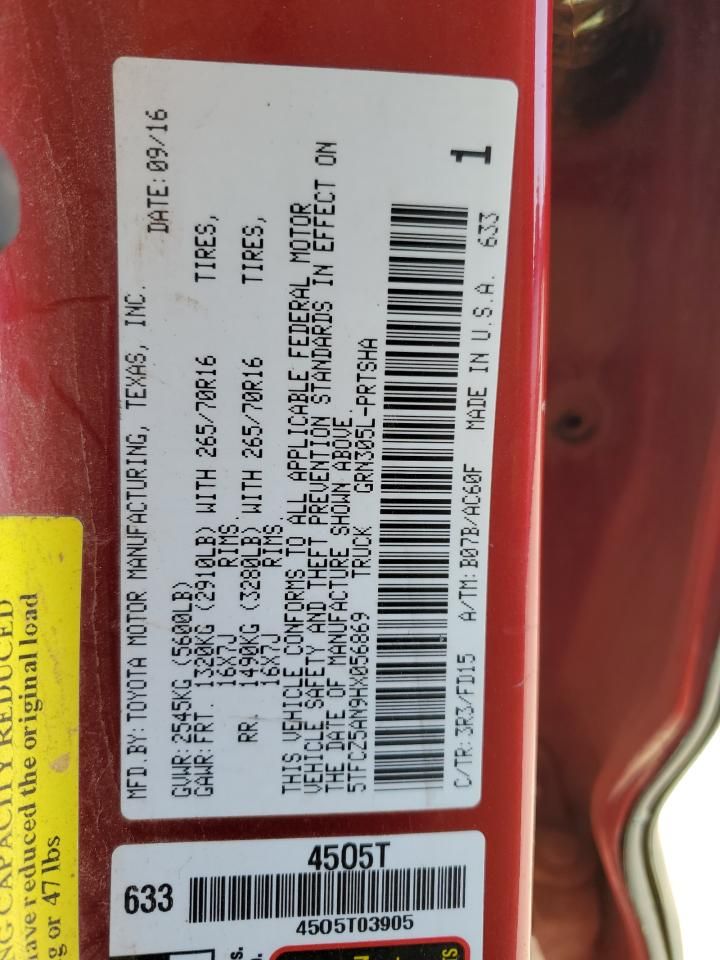 MFD.BY:TOYOTA MOTOR MANUFACTURING, TEXAS, INC.
DATE:09/16
GVWR:2545KG (5600LB)
GAWR:FRT. 1320KG (2910LB) WITH 265/70R16 TIRES,
16X7J RIMS.
RR. 1490KG (3280LB) WITH 265/70R16 TIRES,
16X7J RIMS.
THIS VEHICLE CONFORMS TO ALL APPLICABLE FEDERAL MOTOR
VEHICLE SAFETY AND THEFT PREVENTION STANDARDS IN EFFECT ON
THE DATE OF MANUFACTURE SHOWN ABOVE.
5TFCZ5AN9HX056869 TRUCK GRN305L-PRTSHA
1
C/TR:3R3/FD15 A/TM:B07B/AC60F MADE IN U.S.A. 633
4505T
633
4505T03905
NG CAPACITY REDUCED
have reduced the original load
g or 47 lbs